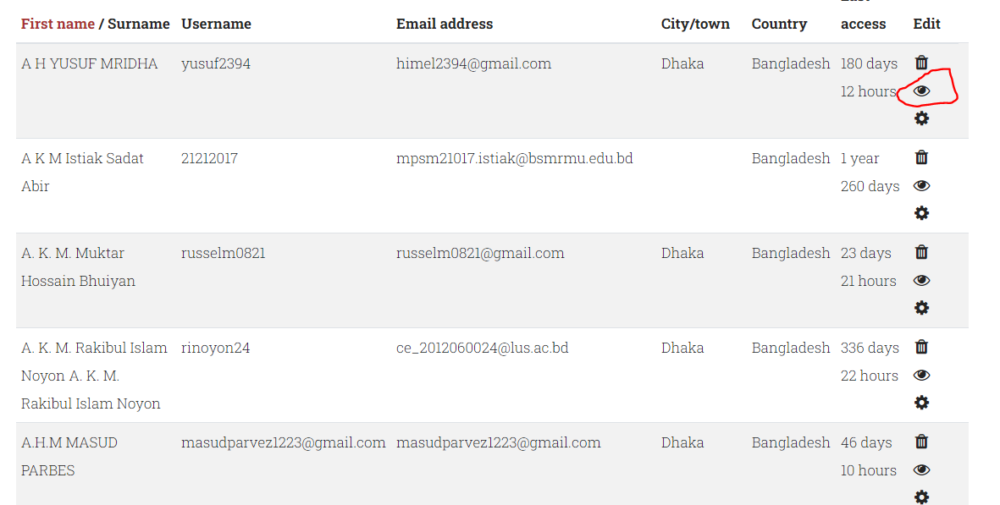 First name / Surname Username Email address City/town Country access Edit
A H YUSUF MRIDHA yusuf2394 himel2394@gmail.com Dhaka Bangladesh 180 days
12 hours
A K M Istiak Sadat 21212017 mpsm21017.istiak@bsmrmu.edu.bd Bangladesh 1 year
Abir 260 days
A. K. M. Muktar russelm0821 russelm0821@gmail.com Dhaka Bangladesh 23 days
Hossain Bhuiyan 21 hours
A. K. M. Rakibul Islam rinoyon24 ce_2012060024@lus.ac.bd Dhaka Bangladesh 336 days
Noyon A. K. M. 22 hours
Rakibul Islam Noyon
A.H.M MASUD masudparvez1223@gmail.com masudparvez1223@gmail.com Dhaka Bangladesh 46 days
PARBES 10 hours